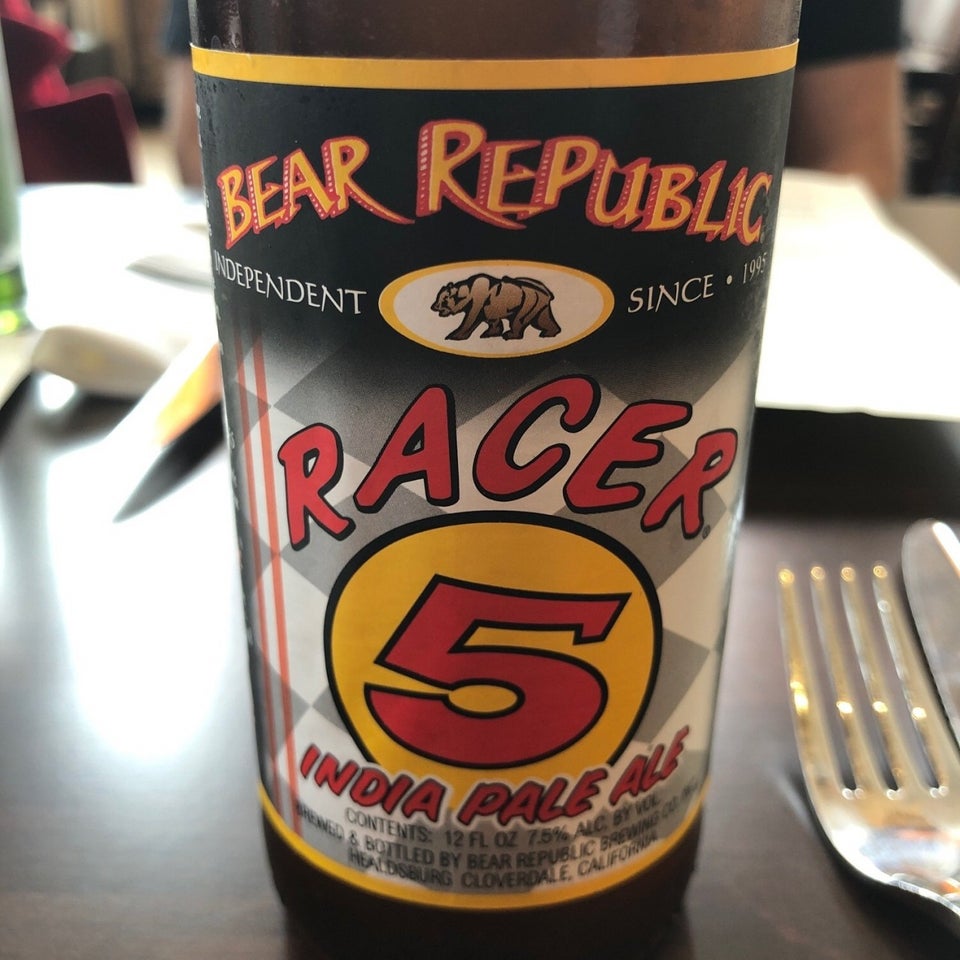 BEAR REPUBLIC
INDEPENDENT SINCE • 1995
RACER®
5
INDIA PALE ALE
CONTENTS: 12 FL OZ 7.5% ALC. BY VOL.
BREWED & BOTTLED BY BEAR REPUBLIC BREWING CO.
HEALDSBURG CLOVERDALE, CALIFORNIA